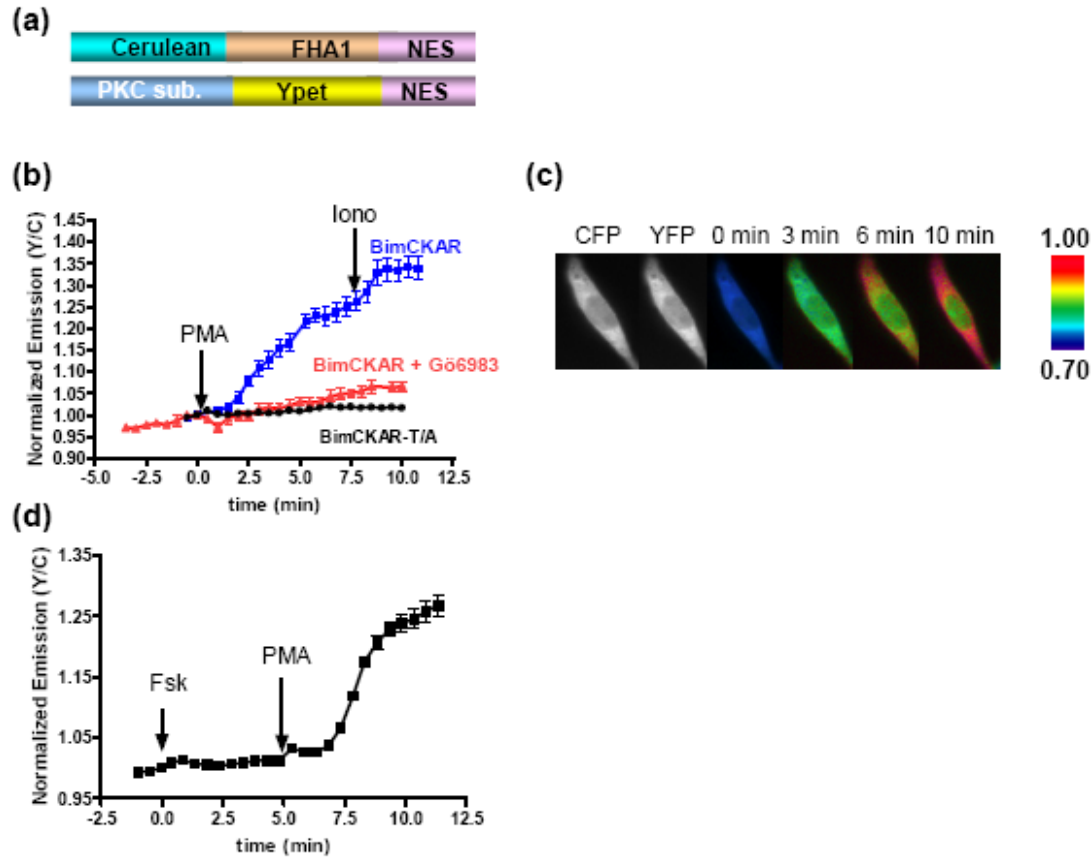 (a)
Cerulean FHA1 NES
PKC sub. Ypet NES
(b)
Normalized Emission (Y/C)
1.45
1.40
1.35
1.30
1.25
1.20
1.15
1.10
1.05
1.00
0.95
0.90
PMA
Iono
BimCKAR
BimCKAR + Gö6983
BimCKAR-T/A
-5.0 -2.5 0.0 2.5 5.0 7.5 10.0 12.5
time (min)
(c)
CFP YFP 0 min 3 min 6 min 10 min
1.00
0.70
(d)
Normalized Emission (Y/C)
1.35
1.25
1.15
1.05
0.95
Fsk
PMA
-2.5 0.0 2.5 5.0 7.5 10.0 12.5
time (min)